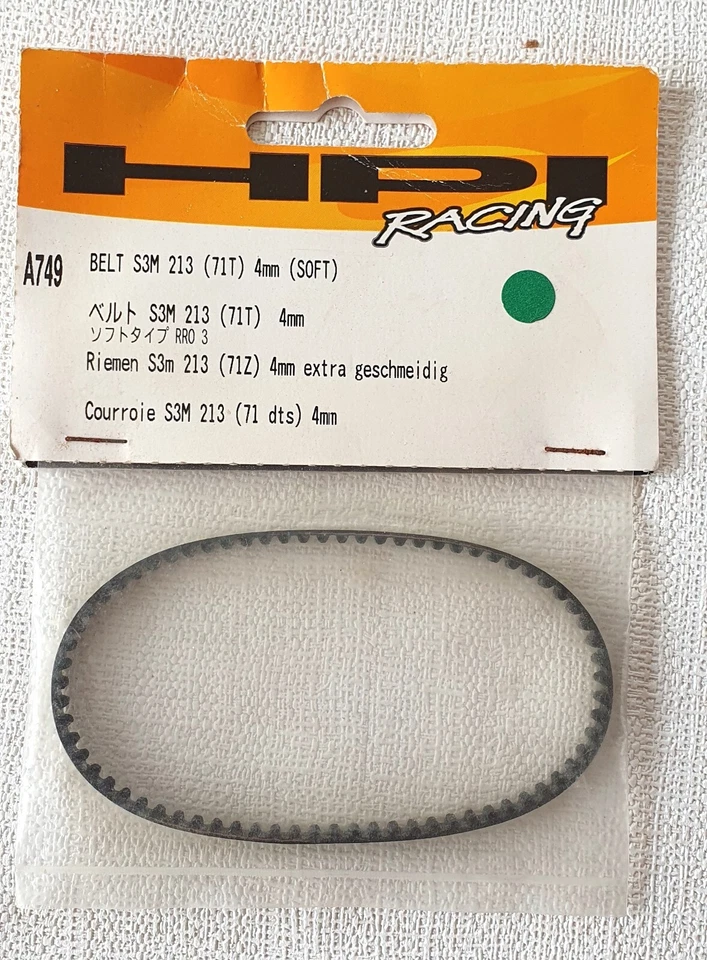 HPI
RACING
A749
BELT S3M 213 (71T) 4mm (SOFT)
ベルト S3M 213 (71T) 4mm
ソフトタイプ RRO 3
Riemen S3m 213 (71Z) 4mm extra geschmeidig
Courroie S3M 213 (71 dts) 4mm